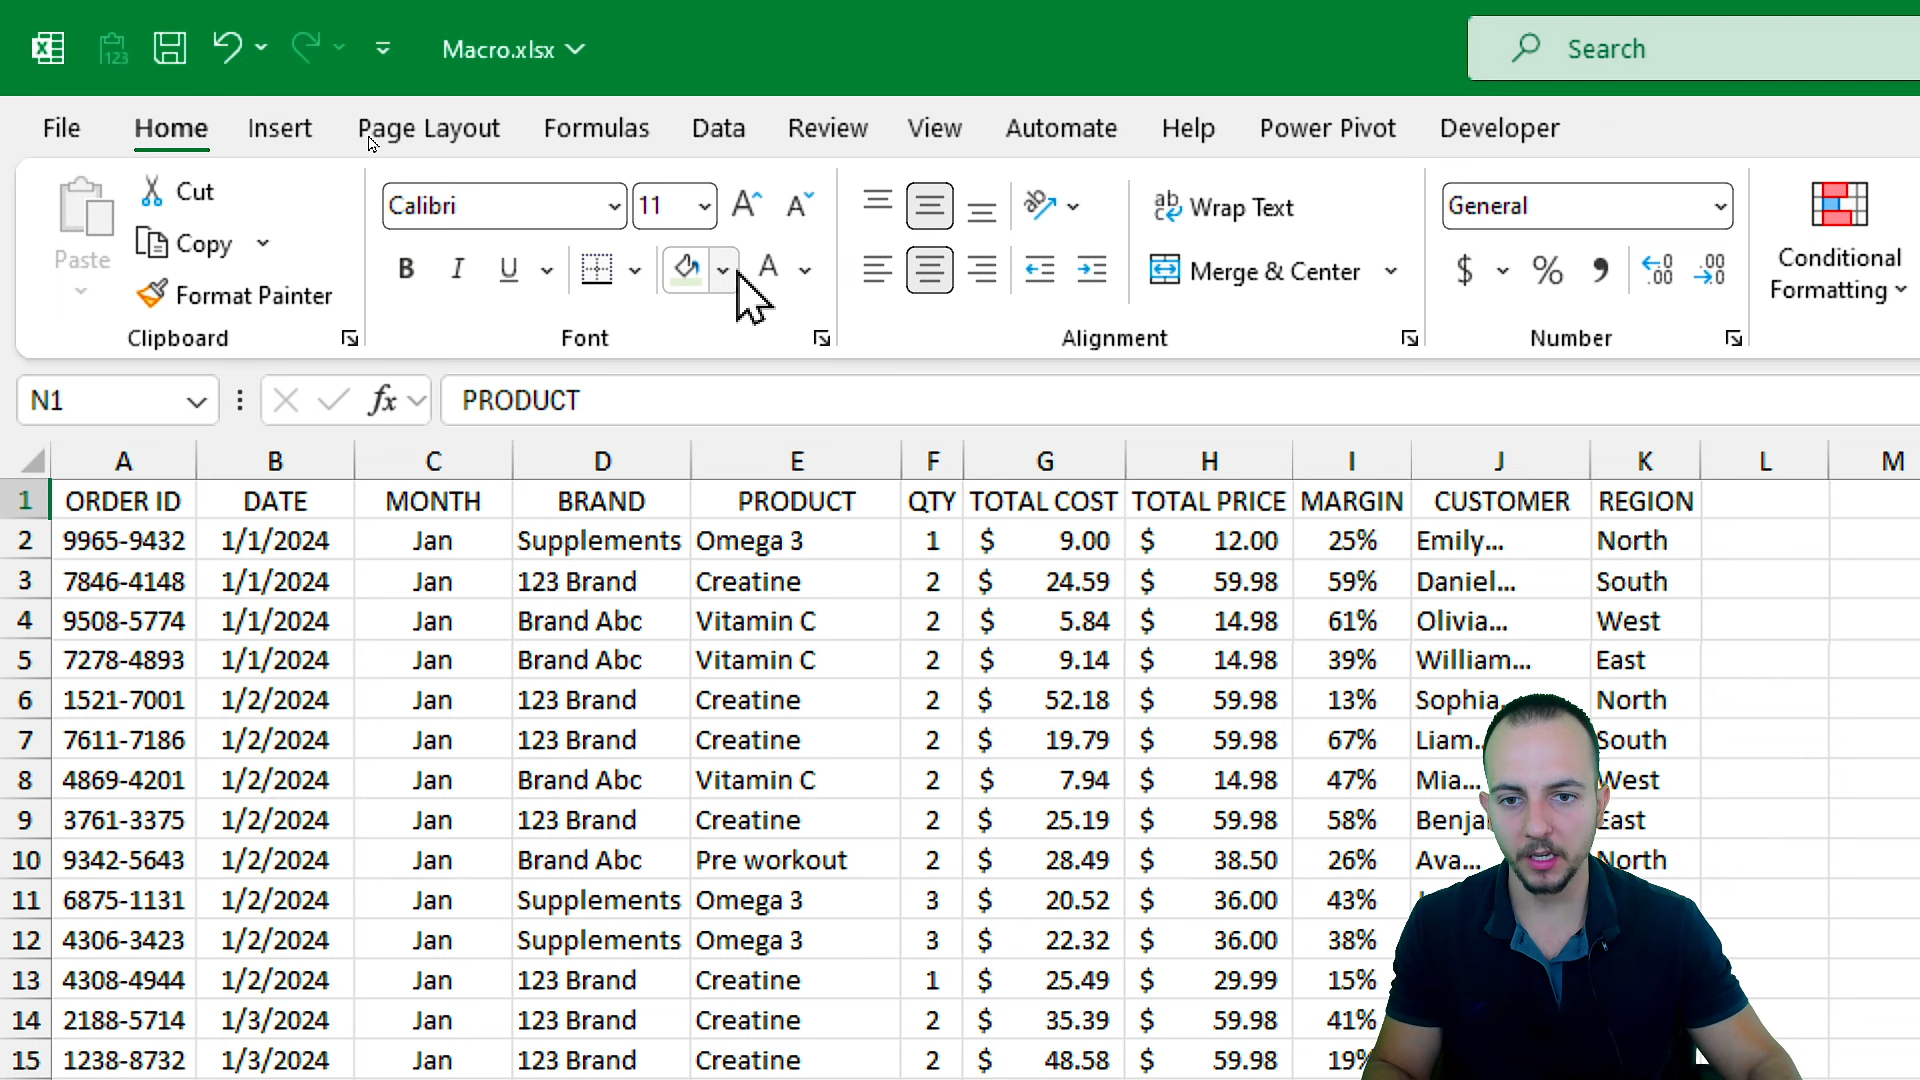 Macro.xlsx
Search
File Home Insert Page Layout Formulas Data Review View Automate Help Power Pivot Developer
Cut
Copy
Format Painter
Paste
Clipboard
Calibri 11
B I U A
Font
Wrap Text
Merge & Center
Alignment
General
$ % , .00
Number
Conditional
Formatting
N1 fx PRODUCT
A B C D E F G H I J K L M
1 ORDER ID DATE MONTH BRAND PRODUCT QTY TOTAL COST TOTAL PRICE MARGIN CUSTOMER REGION
2 9965-9432 1/1/2024 Jan Supplements Omega 3 1 $ 9.00 $ 12.00 25% Emily... North
3 7846-4148 1/1/2024 Jan 123 Brand Creatine 2 $ 24.59 $ 59.98 59% Daniel... South
4 9508-5774 1/1/2024 Jan Brand Abc Vitamin C 2 $ 5.84 $ 14.98 61% Olivia... West
5 7278-4893 1/1/2024 Jan Brand Abc Vitamin C 2 $ 9.14 $ 14.98 39% William... East
6 1521-7001 1/2/2024 Jan 123 Brand Creatine 2 $ 52.18 $ 59.98 13% Sophia North
7 7611-7186 1/2/2024 Jan 123 Brand Creatine 2 $ 19.79 $ 59.98 67% Liam.. South
8 4869-4201 1/2/2024 Jan Brand Abc Vitamin C 2 $ 7.94 $ 14.98 47% Mia... West
9 3761-3375 1/2/2024 Jan 123 Brand Creatine 2 $ 25.19 $ 59.98 58% East
10 9342-5643 1/2/2024 Jan Brand Abc Pre workout 2 $ 28.49 $ 38.50 26% Ava... North
11 6875-1131 1/2/2024 Jan Supplements Omega 3 3 $ 20.52 $ 36.00 43%
12 4306-3423 1/2/2024 Jan Supplements Omega 3 3 $ 22.32 $ 36.00 38%
13 4308-4944 1/2/2024 Jan 123 Brand Creatine 1 $ 25.49 $ 29.99 15%
14 2188-5714 1/3/2024 Jan 123 Brand Creatine 2 $ 35.39 $ 59.98 41%
15 1238-8732 1/3/2024 Jan 123 Brand Creatine 2 $ 48.58 $ 59.98 19%